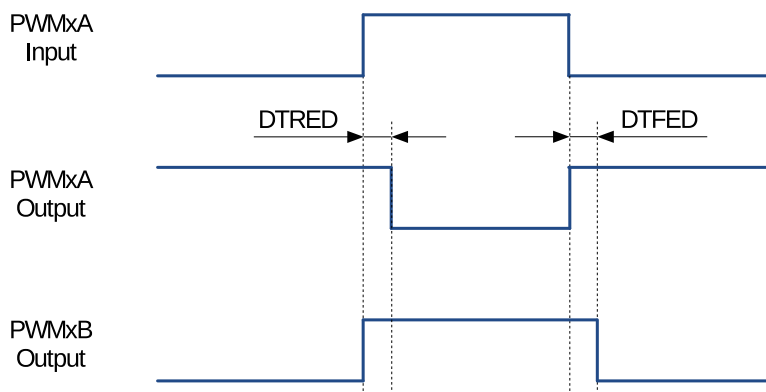 PWMxA
Input
DTRED
DTFED
PWMxA
Output
PWMxB
Output